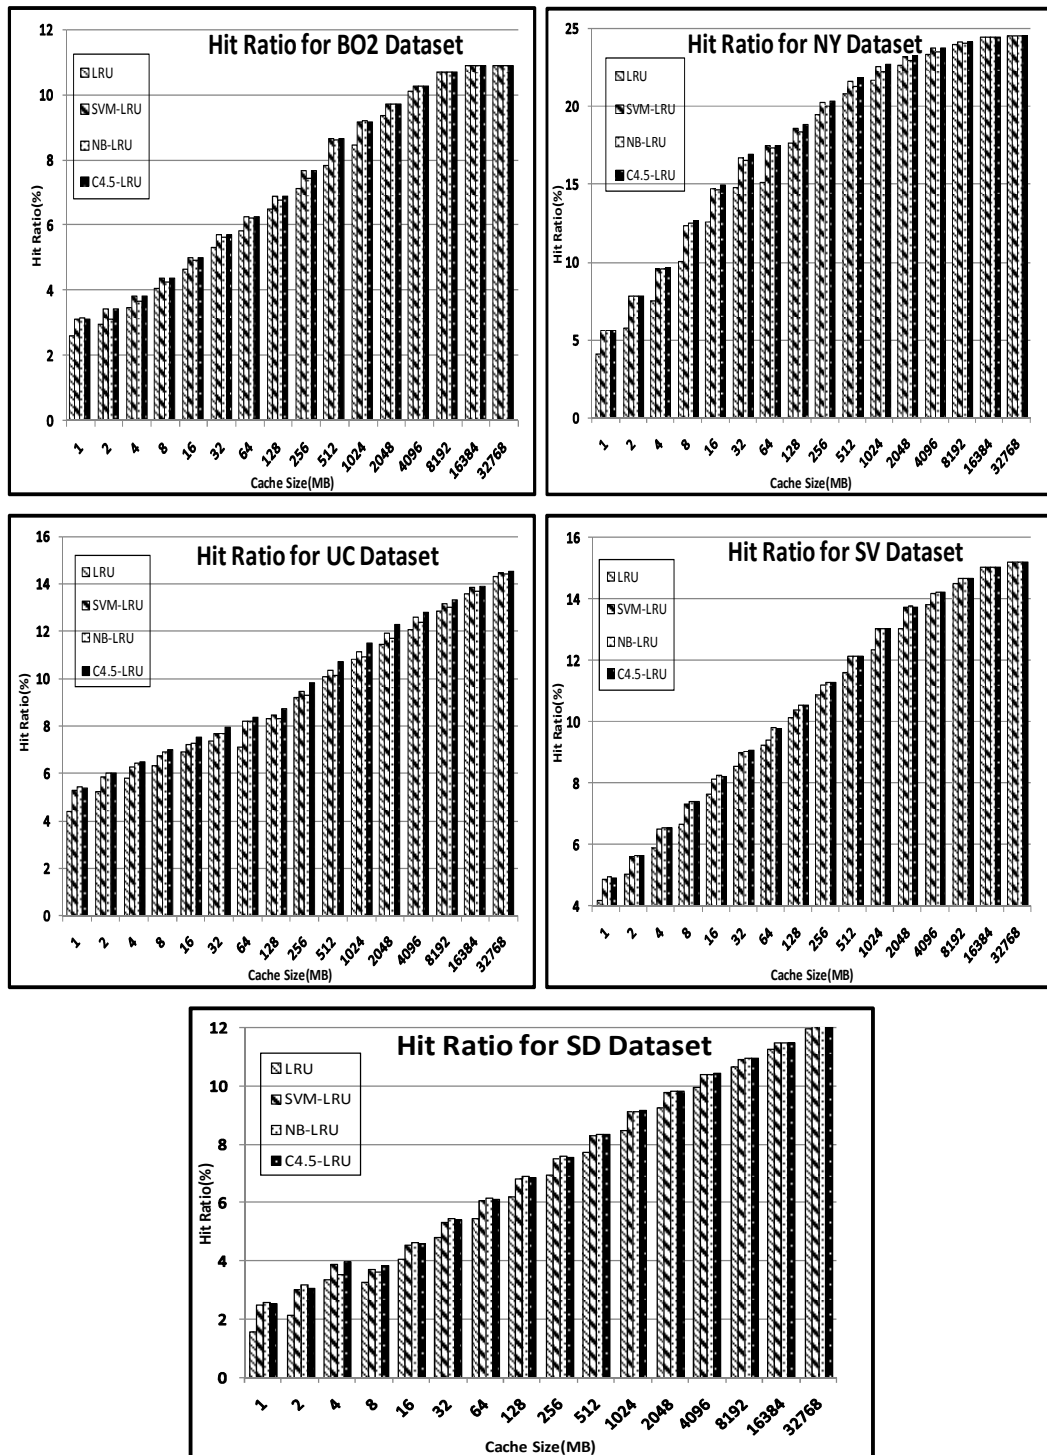 Hit Ratio for BO2 Dataset
12
10
8
6
4
2
0
Hit Ratio(%)
LRU
SVM-LRU
NB-LRU
C4.5-LRU
1 2 4 8 16 32 64 128 256 512 1024 2048 4096 8192 16384 32768
Cache Size(MB)
Hit Ratio for NY Dataset
25
20
15
10
5
0
Hit Ratio(%)
LRU
SVM-LRU
NB-LRU
C4.5-LRU
1 2 4 8 16 32 64 128 256 512 1024 2048 4096 8192 16384 32768
Cache Size(MB)
Hit Ratio for UC Dataset
16
14
12
10
8
6
4
2
0
Hit Ratio(%)
LRU
SVM-LRU
NB-LRU
C4.5-LRU
1 2 4 8 16 32 64 128 256 512 1024 2048 4096 8192 16384 32768
Cache Size(MB)
Hit Ratio for SV Dataset
16
14
12
10
8
6
4
Hit Ratio(%)
LRU
SVM-LRU
NB-LRU
C4.5-LRU
1 2 4 8 16 32 64 128 256 512 1024 2048 4096 8192 16384 32768
Cache Size(MB)
Hit Ratio for SD Dataset
12
10
8
6
4
2
0
Hit Ratio(%)
LRU
SVM-LRU
NB-LRU
C4.5-LRU
1 2 4 8 16 32 64 128 256 512 1024 2048 4096 8192 16384 32768
Cache Size(MB)